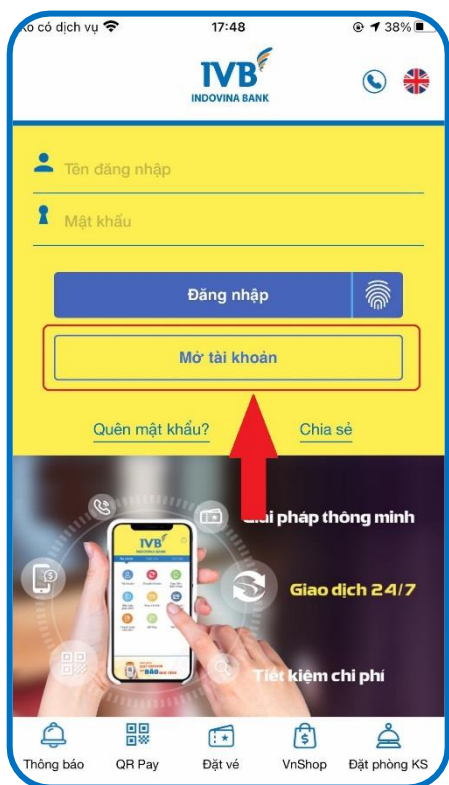 Ko có dịch vụ 17:48 38%
IVB
INDOVINA BANK
Tên đăng nhập
Mật khẩu
Đăng nhập
Mở tài khoản
Quên mật khẩu? Chia sẻ
IVB
Giải pháp thông minh
Giao dịch 24/7
Tiết kiệm chi phí
Thông báo QR Pay Đặt vé VnShop Đặt phòng KS